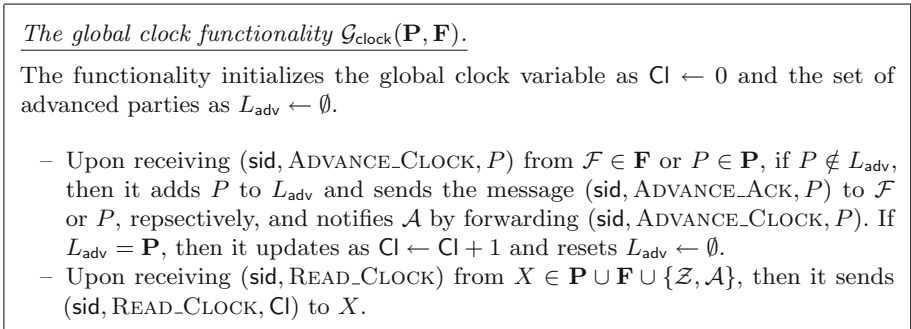 The global clock functionality 𝒢clock(𝐏, 𝐅).
The functionality initializes the global clock variable as Cl ← 0 and the set of
advanced parties as Ladv ← ∅.
– Upon receiving (sid, ADVANCE_CLOCK, P) from ℱ ∈ 𝐅 or P ∈ 𝐏, if P ∉ Ladv,
then it adds P to Ladv and sends the message (sid, ADVANCE_ACK, P) to ℱ
or P, repsectively, and notifies 𝒜 by forwarding (sid, ADVANCE_CLOCK, P). If
Ladv = 𝐏, then it updates as Cl ← Cl + 1 and resets Ladv ← ∅.
– Upon receiving (sid, READ_CLOCK) from X ∈ 𝐏 ∪ 𝐅 ∪ {𝒵, 𝒜}, then it sends
(sid, READ_CLOCK, Cl) to X.